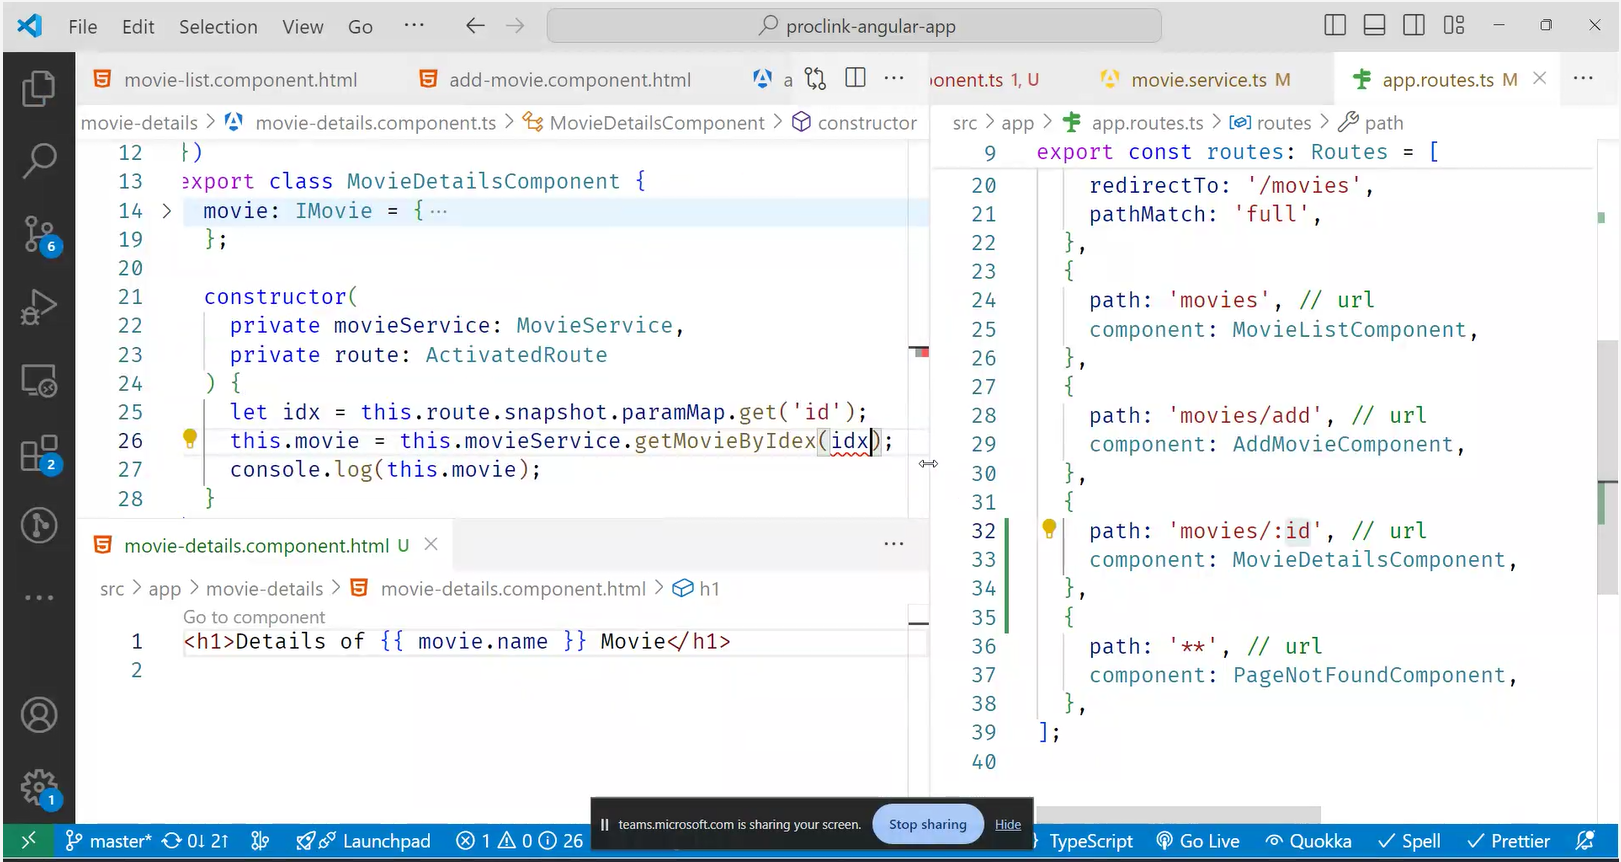 File Edit Selection View Go ··· proclink-angular-app
movie-list.component.html add-movie.component.html a ···
movie-details > movie-details.component.ts > MovieDetailsComponent > constructor
12 })
13 export class MovieDetailsComponent {
14 > movie: IMovie = { ···
19 };
20
21 constructor(
22 private movieService: MovieService,
23 private route: ActivatedRoute
24 ) {
25 let idx = this.route.snapshot.paramMap.get('id');
26 this.movie = this.movieService.getMovieByIdex(idx);
27 console.log(this.movie);
28 }
movie-details.component.html U ···
src > app > movie-details > movie-details.component.html > h1
Go to component
1 <h1>Details of {{ movie.name }} Movie</h1>
2
ponent.ts 1, U movie.service.ts M app.routes.ts M ···
src > app > app.routes.ts > routes > path
9 export const routes: Routes = [
20 redirectTo: '/movies',
21 pathMatch: 'full',
22 },
23 {
24 path: 'movies', // url
25 component: MovieListComponent,
26 },
27 {
28 path: 'movies/add', // url
29 component: AddMovieComponent,
30 },
31 {
32 path: 'movies/:id', // url
33 component: MovieDetailsComponent,
34 },
35 {
36 path: '**', // url
37 component: PageNotFoundComponent,
38 },
39 ];
40
6
2
1
teams.microsoft.com is sharing your screen. Stop sharing Hide
master* 0↓ 2↑ Launchpad 1 0 26 TypeScript Go Live Quokka Spell Prettier